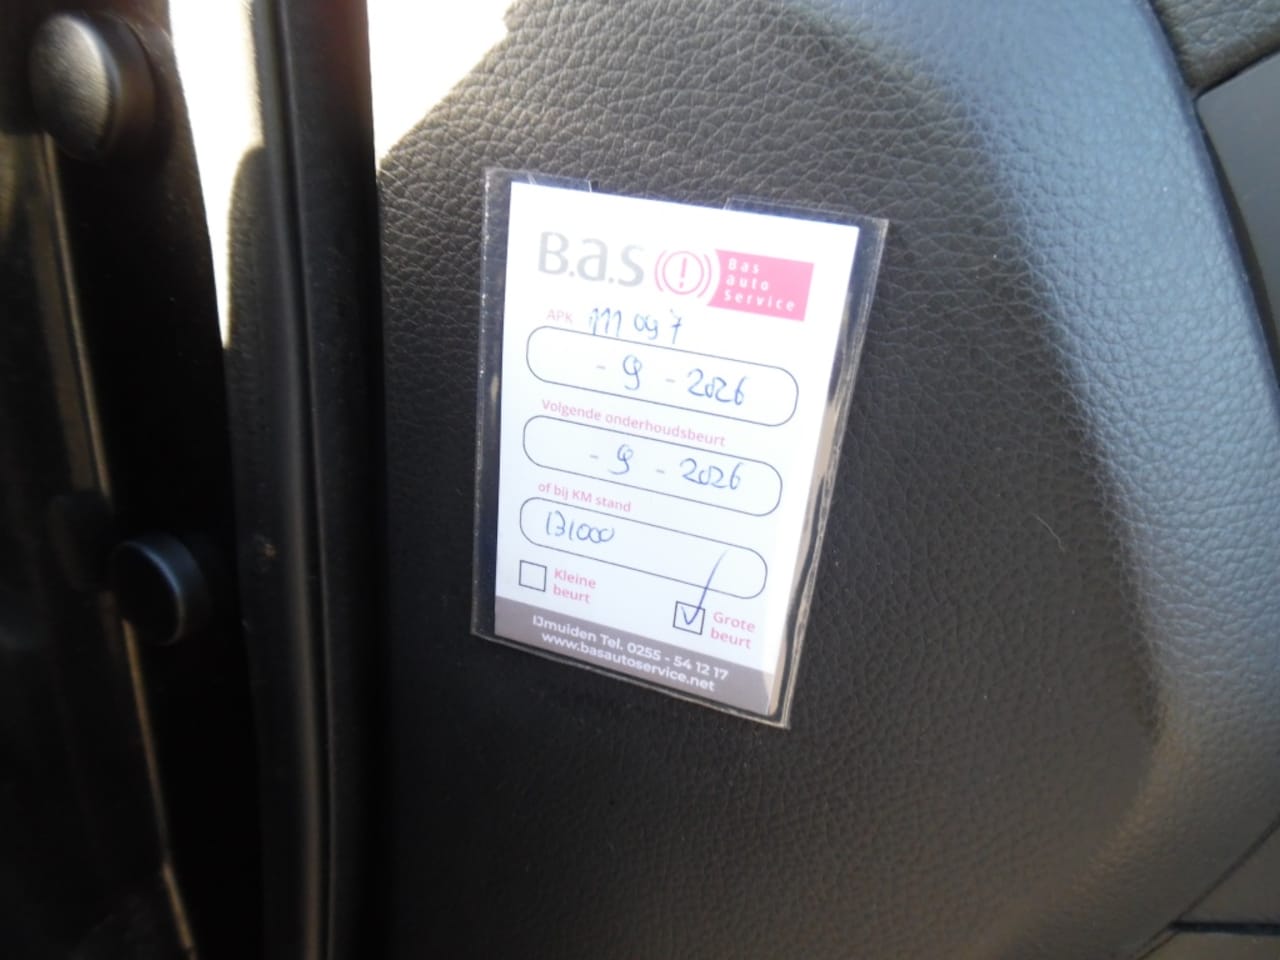 B.a.S
Bas
auto
Service
APK 111 097
- 9 - 2026
Volgende onderhoudsbeurt
- 9 - 2026
of bij KM stand
131000
Kleine
beurt
Grote
beurt
IJmuiden Tel. 0255 - 54 12 17
www.basautoservice.net